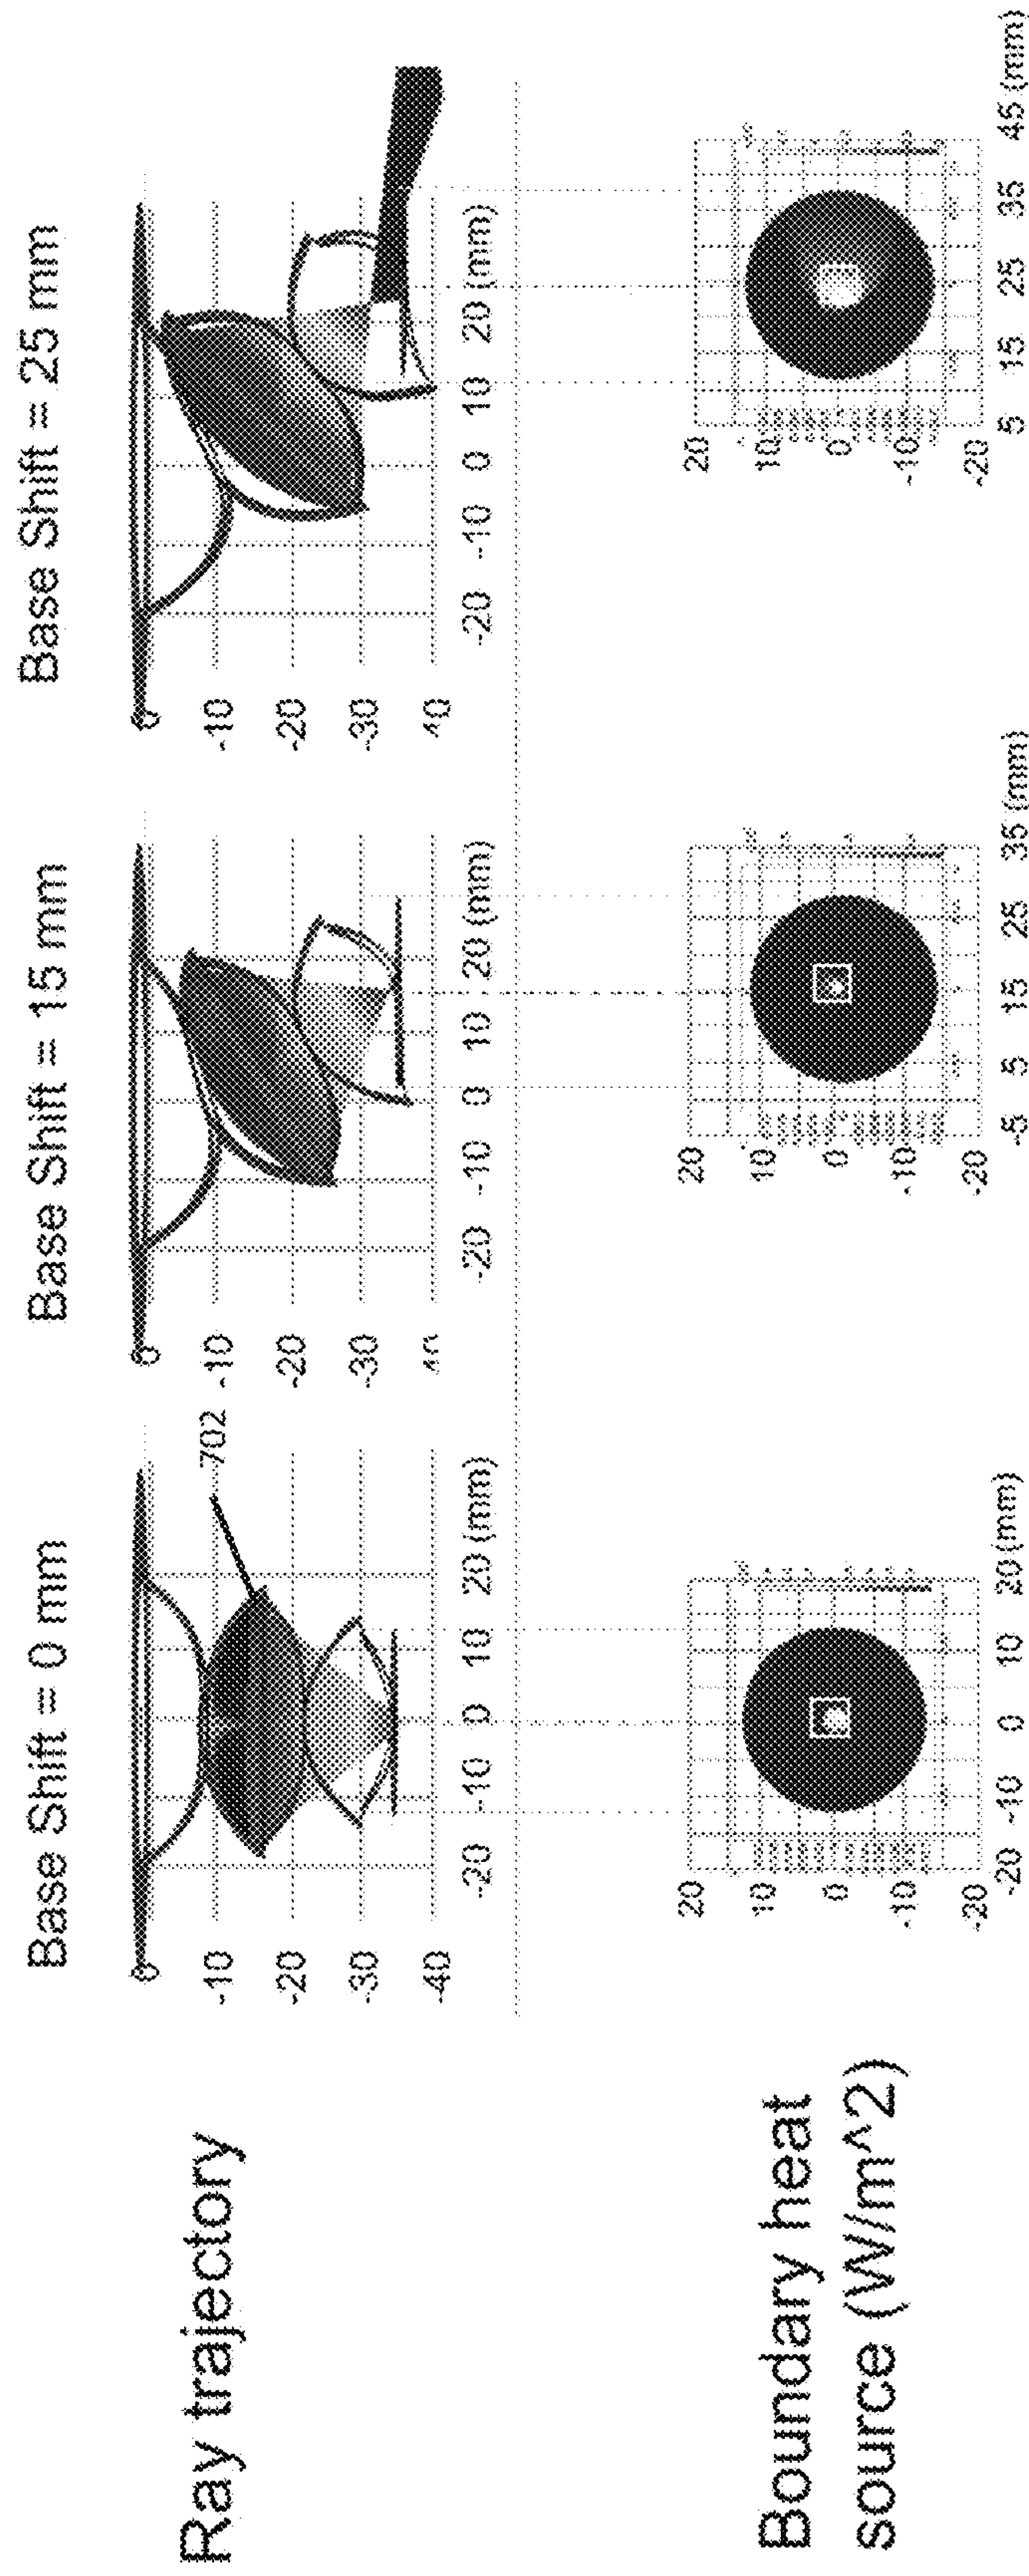 Base Shift = 0 mm
Base Shift = 15 mm
Base Shift = 25 mm
Ray trajectory
0
-10
-20
-30
-40
-20 -10 0 10 20 (mm)
702
0
-10
-20
-30
-20 -10 0 10 20 (mm)
0
-10
-20
-30
-20 -10 0 10 20 (mm)
Boundary heat
source (W/m^2)
20
10
0
-10
-20
-20 -10 0 10 20 (mm)
20
10
0
-10
-20
-5 5 15 25 35 (mm)
20
10
0
-10
-20
5 15 25 35 45 (mm)